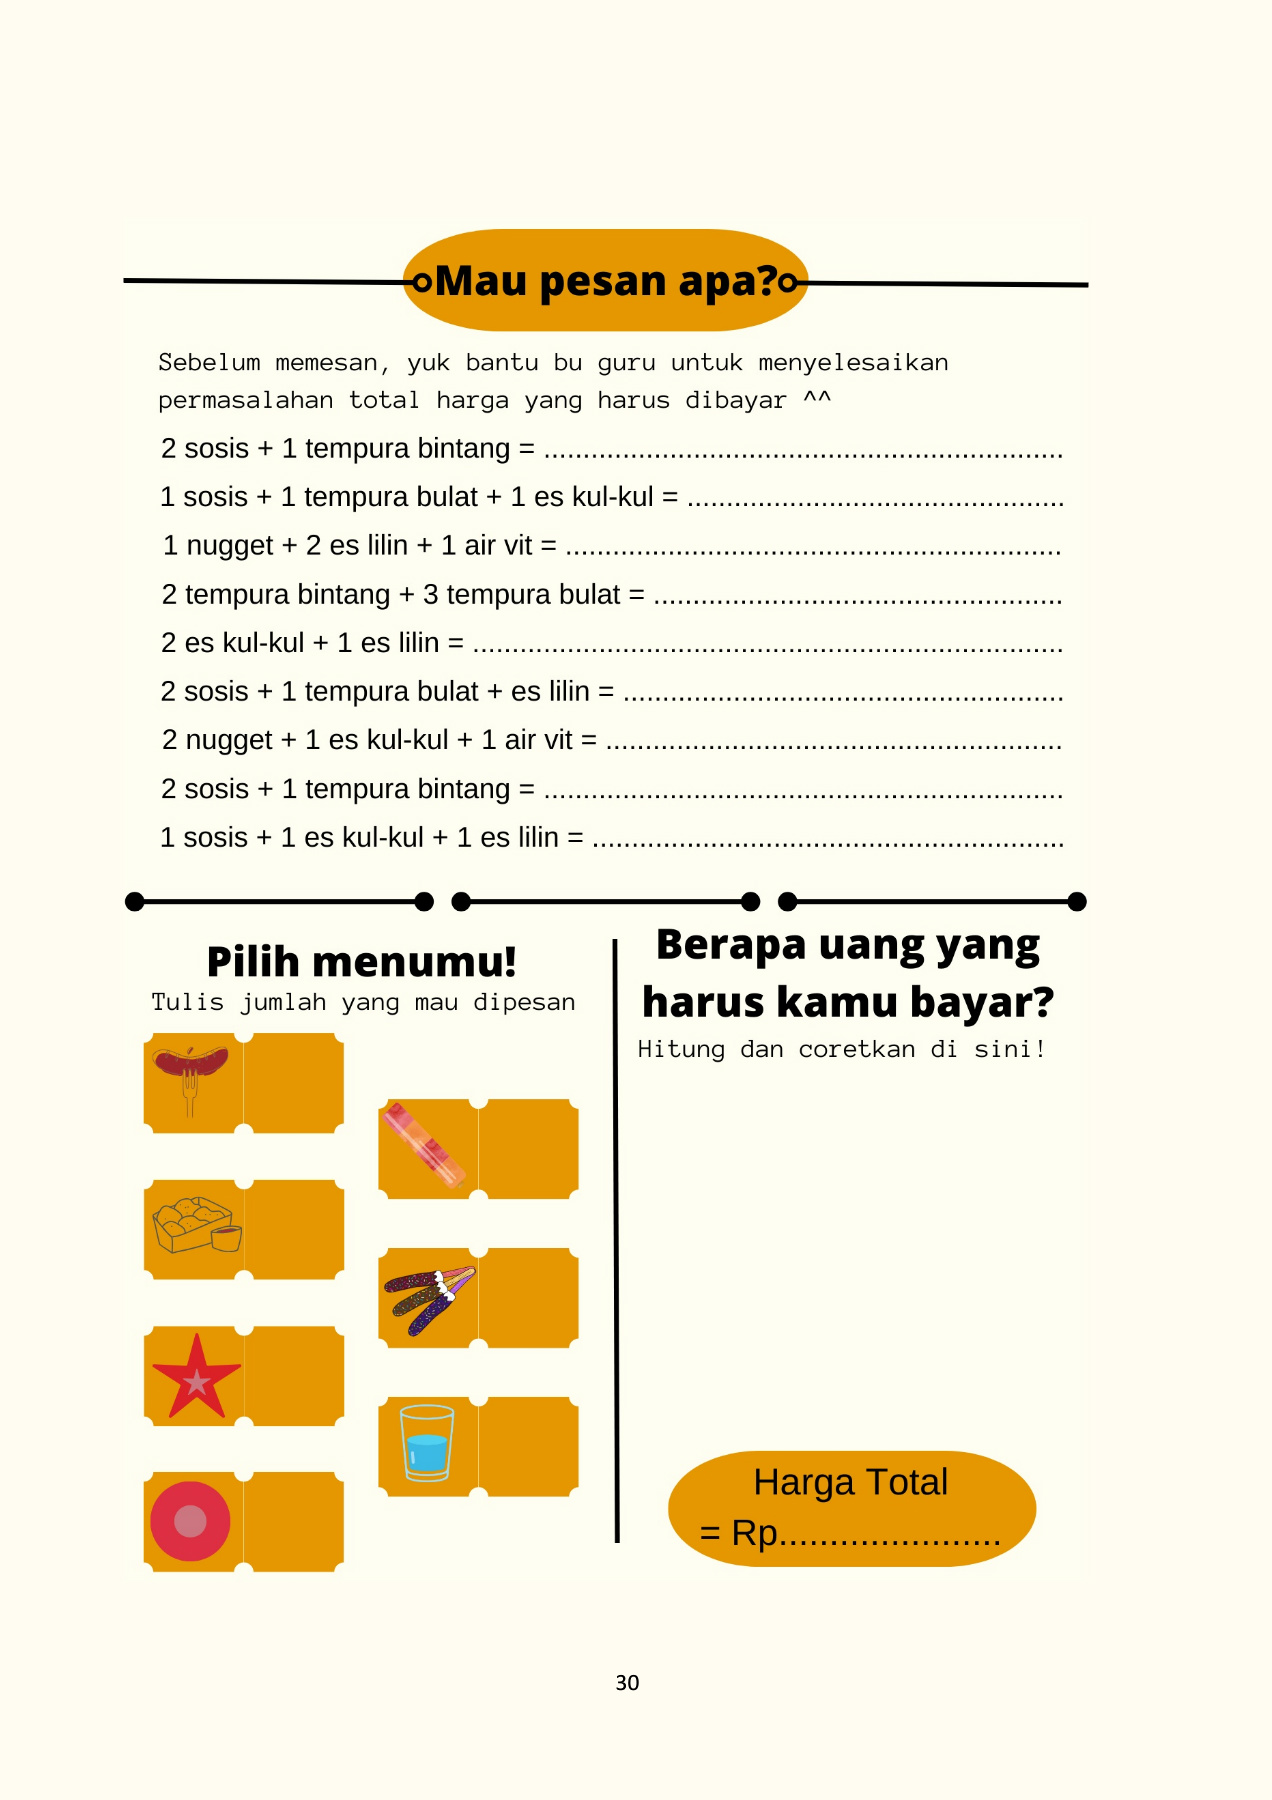 Mau pesan apa?
Sebelum memesan, yuk bantu bu guru untuk menyelesaikan
permasalahan total harga yang harus dibayar ^^
2 sosis + 1 tempura bintang = ..................................................................
1 sosis + 1 tempura bulat + 1 es kul-kul = ................................................
1 nugget + 2 es lilin + 1 air vit = ...............................................................
2 tempura bintang + 3 tempura bulat = ....................................................
2 es kul-kul + 1 es lilin = ...........................................................................
2 sosis + 1 tempura bulat + es lilin = ........................................................
2 nugget + 1 es kul-kul + 1 air vit = ..........................................................
2 sosis + 1 tempura bintang = ..................................................................
1 sosis + 1 es kul-kul + 1 es lilin = ............................................................
Pilih menumu!
Tulis jumlah yang mau dipesan
Berapa uang yang
harus kamu bayar?
Hitung dan coretkan di sini!
Harga Total
= Rp......................
30